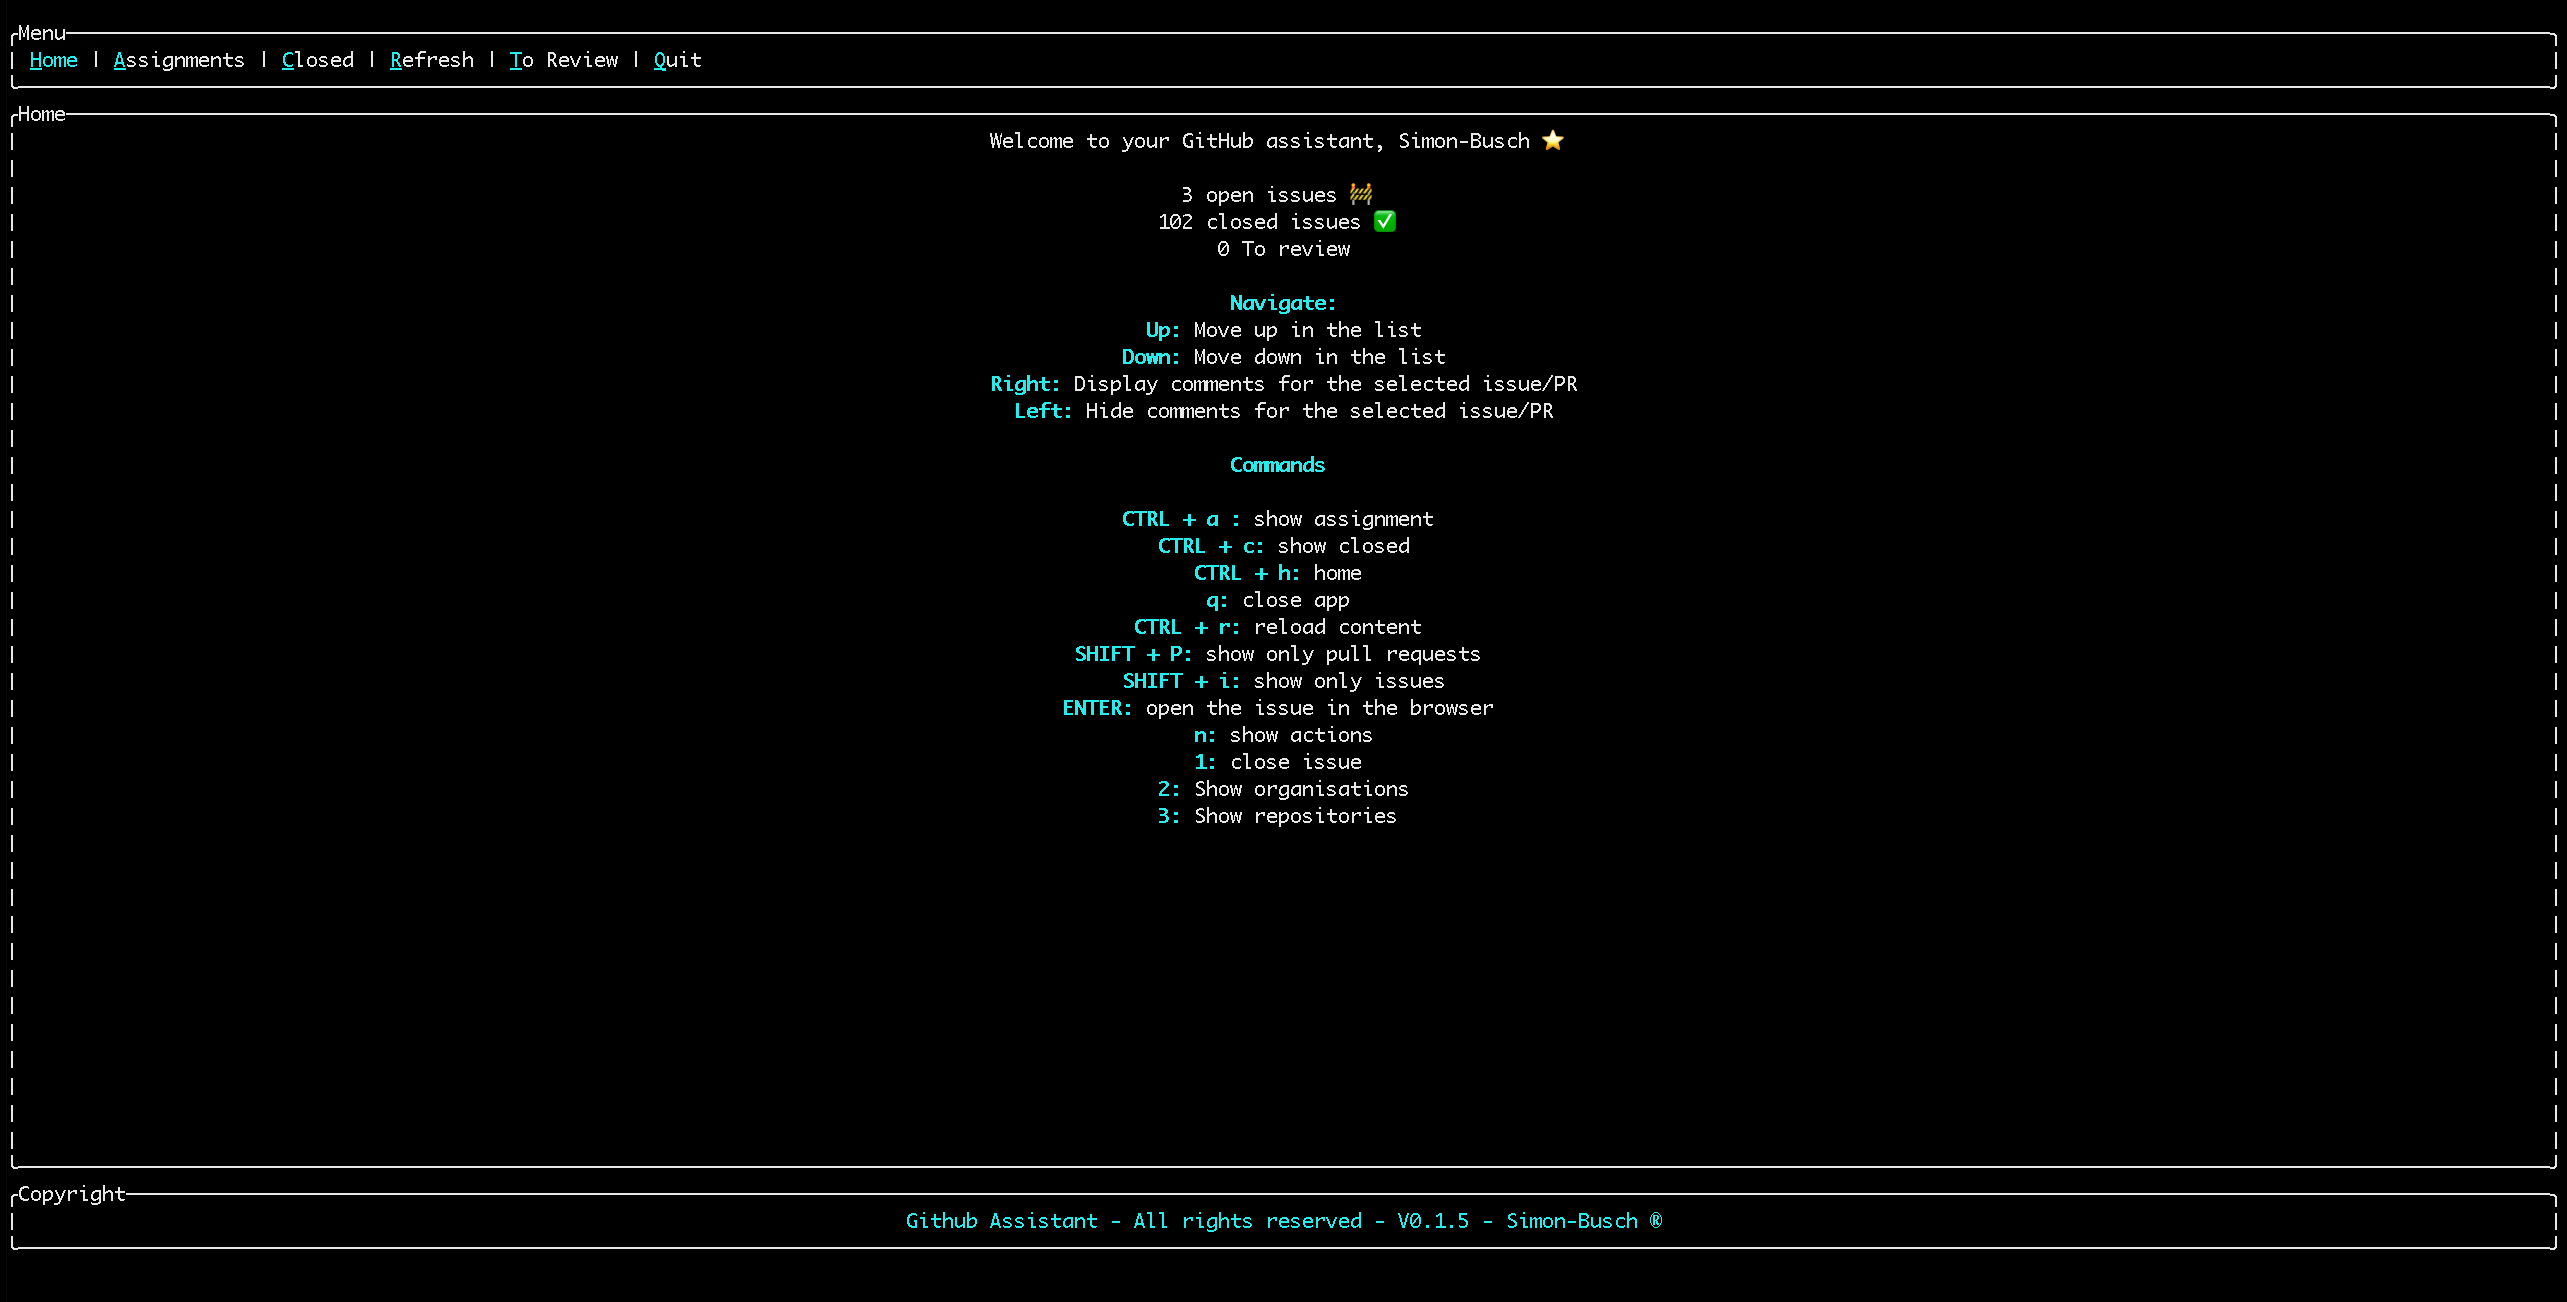 Menu
Home | Assignments | Closed | Refresh | To Review | Quit
Home
Welcome to your GitHub assistant, Simon-Busch ⭐
3 open issues 🚧
102 closed issues ✅
0 To review
Navigate:
Up: Move up in the list
Down: Move down in the list
Right: Display comments for the selected issue/PR
Left: Hide comments for the selected issue/PR
Commands
CTRL + a : show assignment
CTRL + c: show closed
CTRL + h: home
q: close app
CTRL + r: reload content
SHIFT + P: show only pull requests
SHIFT + i: show only issues
ENTER: open the issue in the browser
n: show actions
1: close issue
2: Show organisations
3: Show repositories
Copyright
Github Assistant - All rights reserved - V0.1.5 - Simon-Busch ®